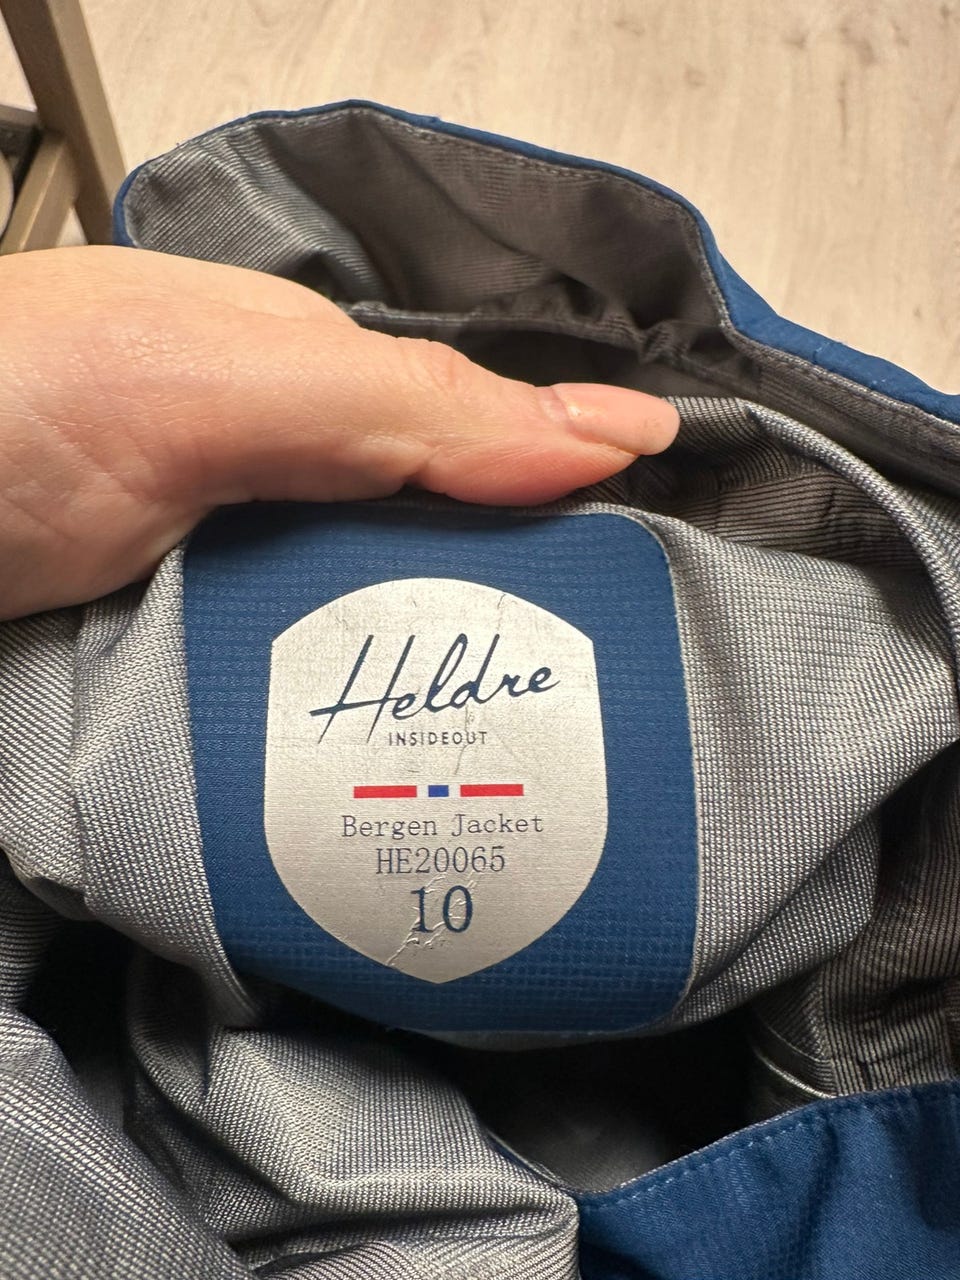 Heldre
INSIDEOUT
Bergen Jacket
HE20065
10